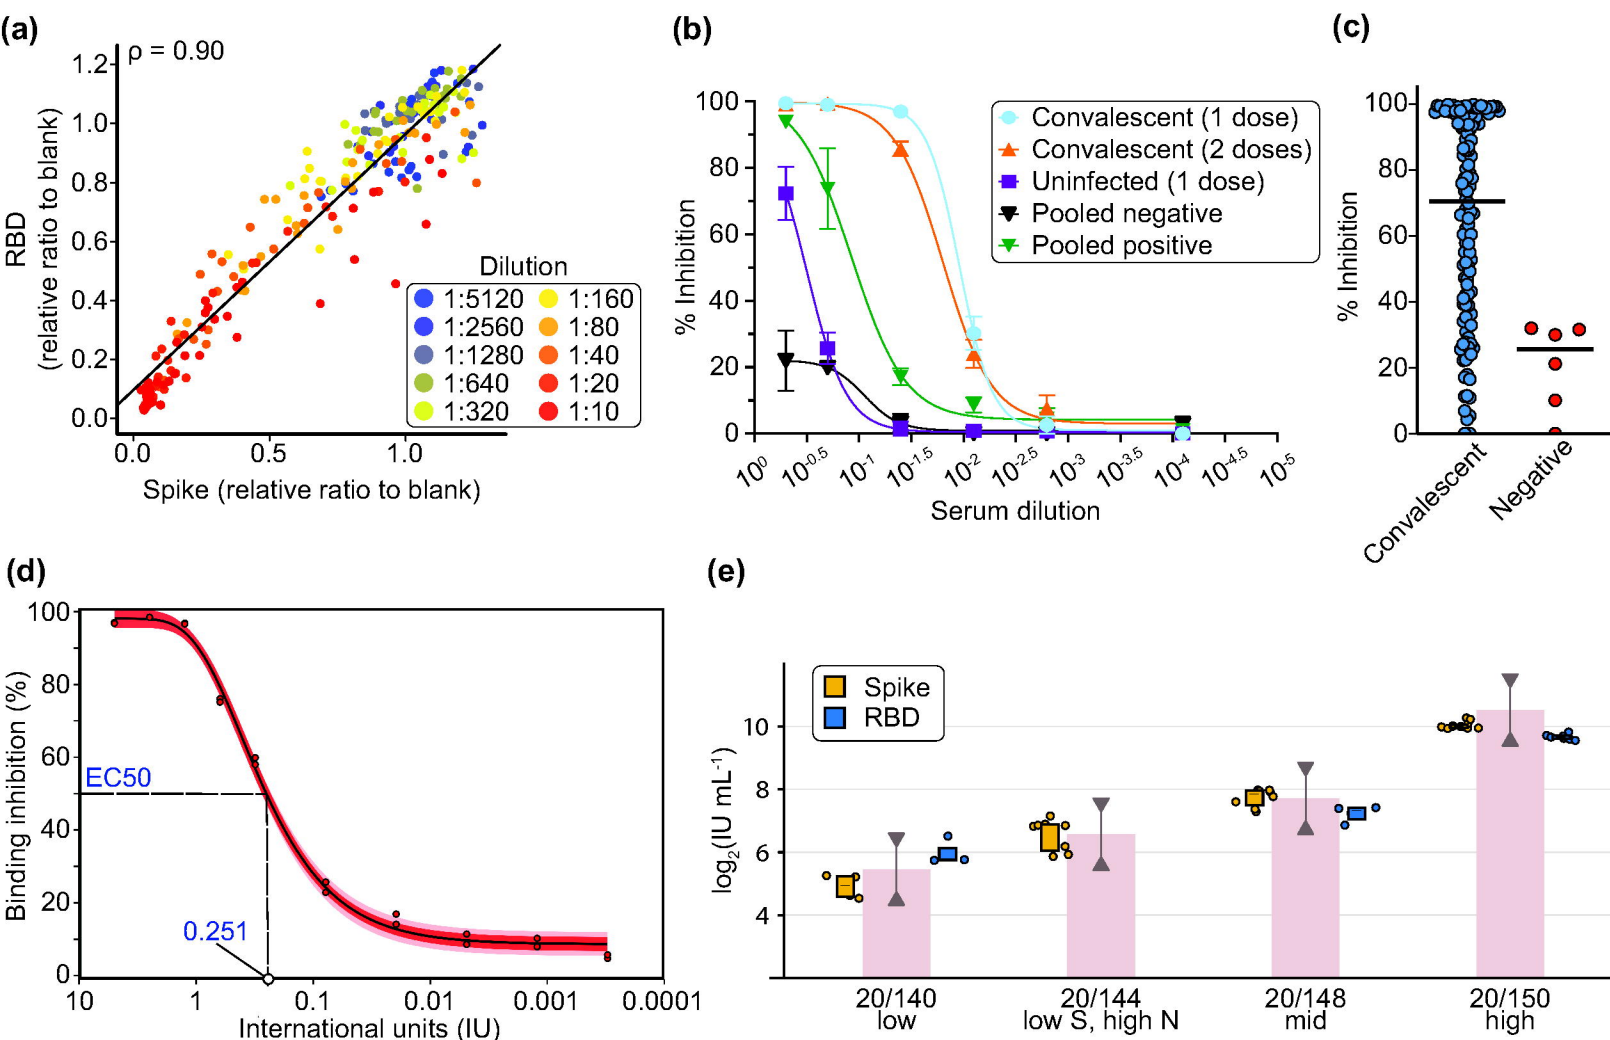 (a)
ρ = 0.90
1.2
1.0
0.8
0.6
0.4
0.2
0.0
RBD
(relative ratio to blank)
0.0 0.5 1.0
Spike (relative ratio to blank)
Dilution
1:5120 1:160
1:2560 1:80
1:1280 1:40
1:640 1:20
1:320 1:10
(b)
100
80
60
40
20
0
% Inhibition
10⁰ 10⁻⁰·⁵ 10⁻¹ 10⁻¹·⁵ 10⁻² 10⁻²·⁵ 10⁻³ 10⁻³·⁵ 10⁻⁴ 10⁻⁴·⁵ 10⁻⁵
Serum dilution
Convalescent (1 dose)
Convalescent (2 doses)
Uninfected (1 dose)
Pooled negative
Pooled positive
(c)
100
80
60
40
20
0
% Inhibition
Convalescent
Negative
(d)
100
80
60
40
20
0
Binding inhibition (%)
EC50
0.251
10 1 0.1 0.01 0.001 0.0001
International units (IU)
(e)
Spike
RBD
10
8
6
4
log₂(IU mL⁻¹)
20/140 20/144 20/148 20/150
low low S, high N mid high